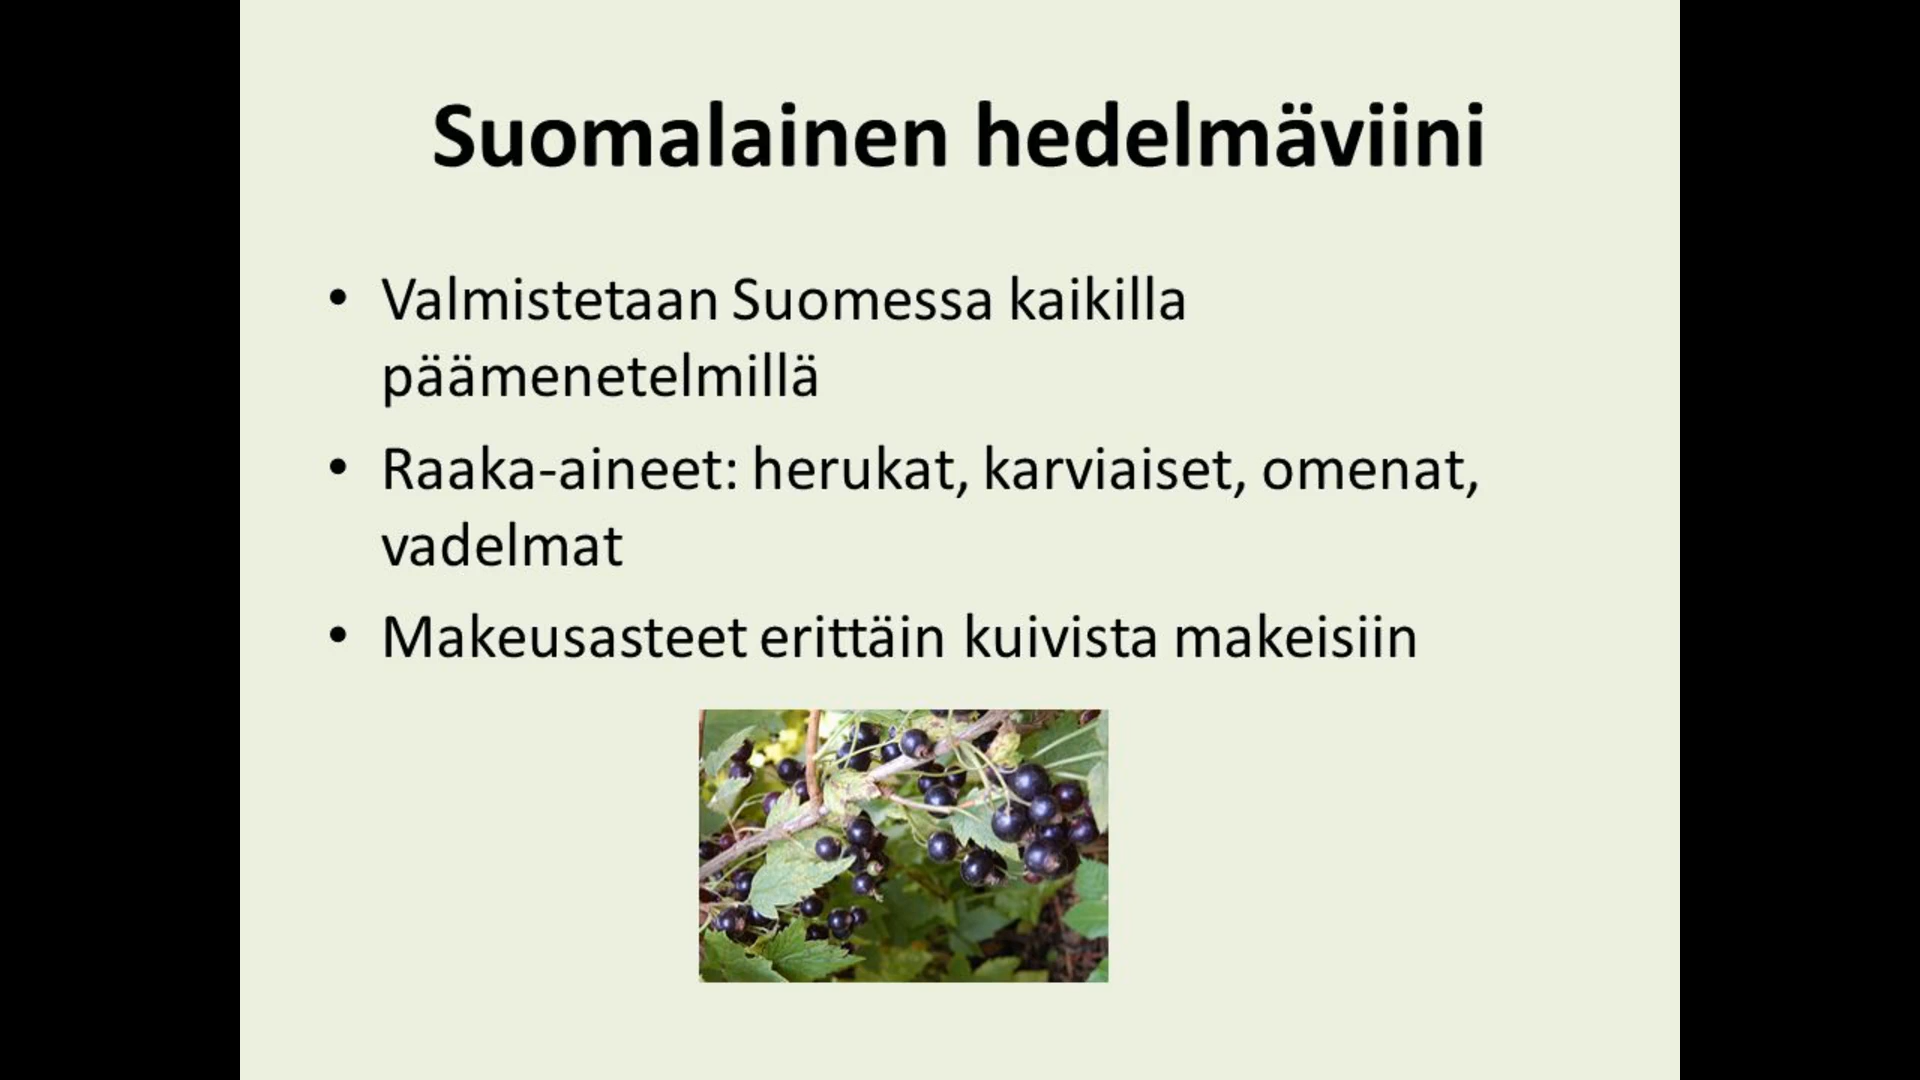 Suomalainen hedelmäviini
• Valmistetaan Suomessa kaikilla
päämenetelmillä
• Raaka-aineet: herukat, karviaiset, omenat,
vadelmat
• Makeusasteet erittäin kuivista makeisiin